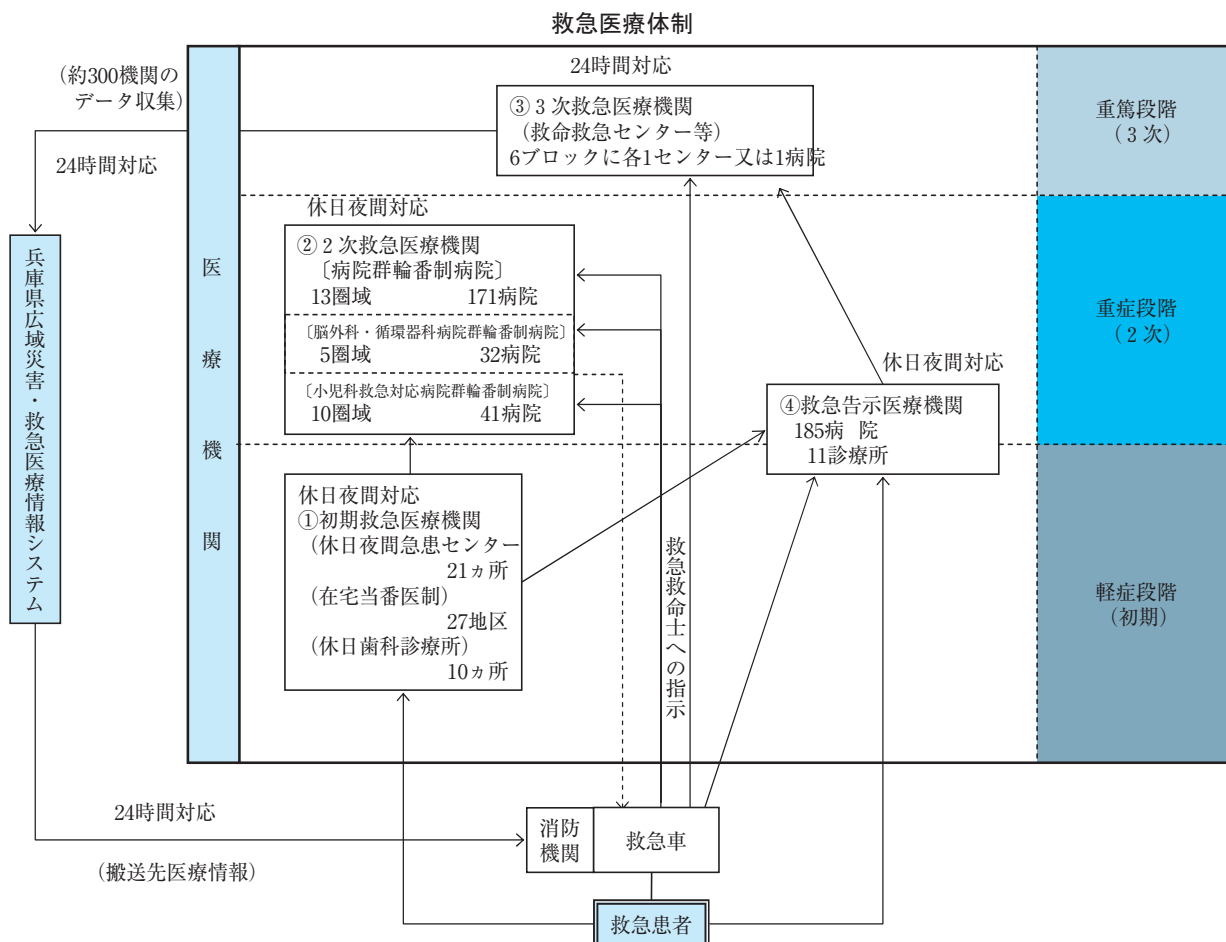 救急医療体制
(約300機関の
データ収集)
24時間対応
24時間対応
③３次救急医療機関
(救命救急センター等)
6ブロックに各1センター又は1病院
重篤段階
(３次)
休日夜間対応
②２次救急医療機関
〔病院群輪番制病院〕
13圏域 171病院
〔脳外科・循環器科病院群輪番制病院〕
5圏域 32病院
〔小児科救急対応病院群輪番制病院〕
10圏域 41病院
重症段階
(２次)
休日夜間対応
④救急告示医療機関
185病 院
11診療所
兵庫県広域災害・救急医療情報システム
医療機関
休日夜間対応
①初期救急医療機関
(休日夜間急患センター
21ヵ所
(在宅当番医制)
27地区
(休日歯科診療所)
10ヵ所
救急救命士への指示
軽症段階
(初期)
24時間対応
(搬送先医療情報)
消防
機関
救急車
救急患者